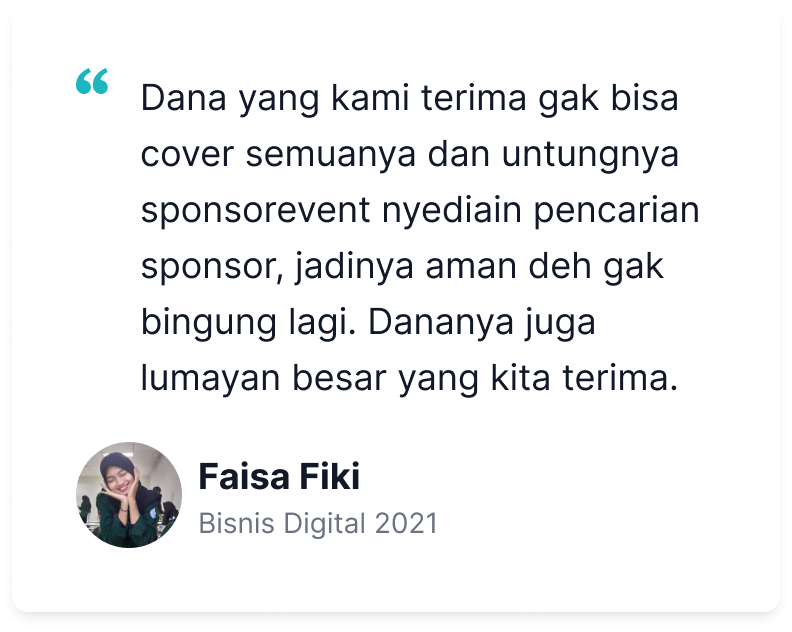 “ Dana yang kami terima gak bisa
cover semuanya dan untungnya
sponsorevent nyediain pencarian
sponsor, jadinya aman deh gak
bingung lagi. Dananya juga
lumayan besar yang kita terima.
Faisa Fiki
Bisnis Digital 2021